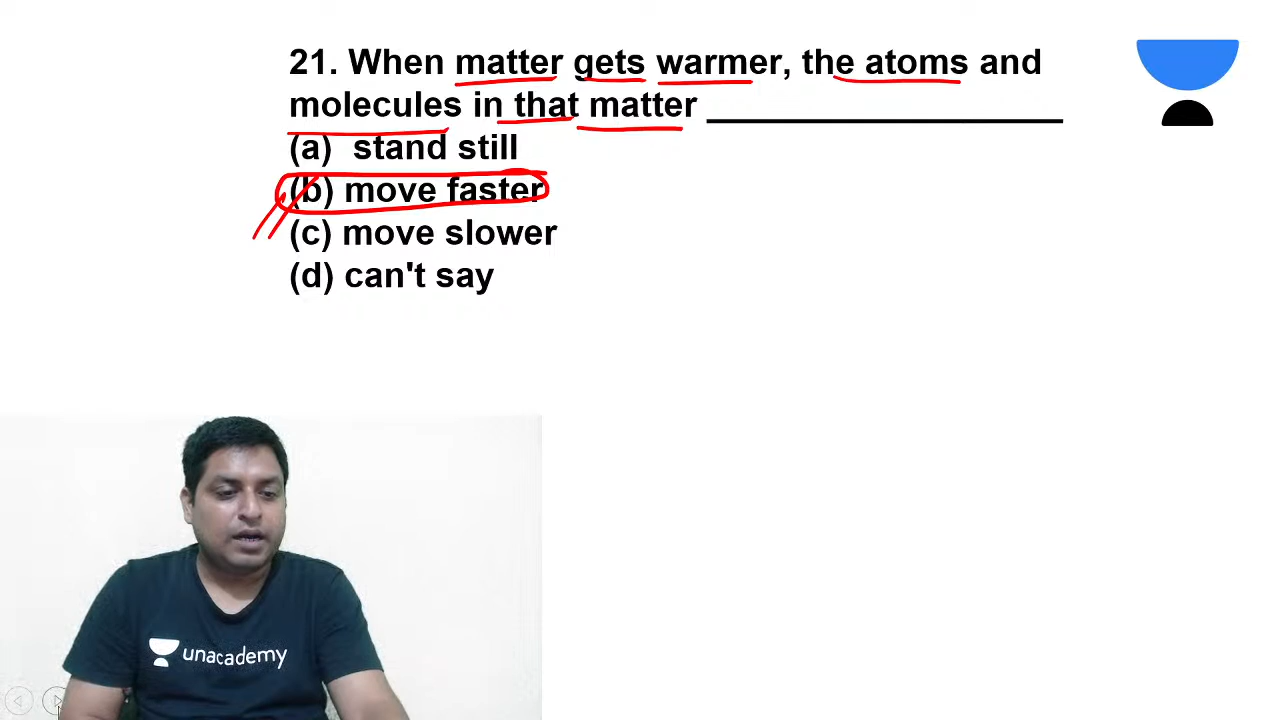 21. When matter gets warmer, the atoms and
molecules in that matter ____________________
(a) stand still
(b) move faster
(c) move slower
(d) can't say
unacademy